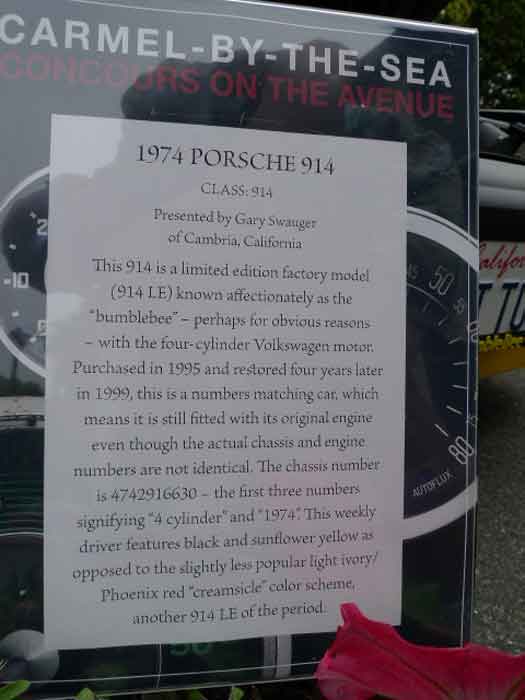 CARMEL-BY-THE-SEA
CONCOURS ON THE AVENUE
1974 PORSCHE 914
CLASS: 914
Presented by Gary Swauger
of Cambria, California
This 914 is a limited edition factory model
(914 LE) known affectionately as the
"bumblebee" – perhaps for obvious reasons
– with the four-cylinder Volkswagen motor.
Purchased in 1995 and restored four years later
in 1999, this is a numbers matching car, which
means it is still fitted with its original engine
even though the actual chassis and engine
numbers are not identical. The chassis number
is 4742916630 – the first three numbers
signifying "4 cylinder" and "1974". This weekly
driver features black and sunflower yellow as
opposed to the slightly less popular light ivory/
Phoenix red "creamsicle" color scheme,
another 914 LE of the period.
-10
45
50
55
80
AUTOFLUX
50